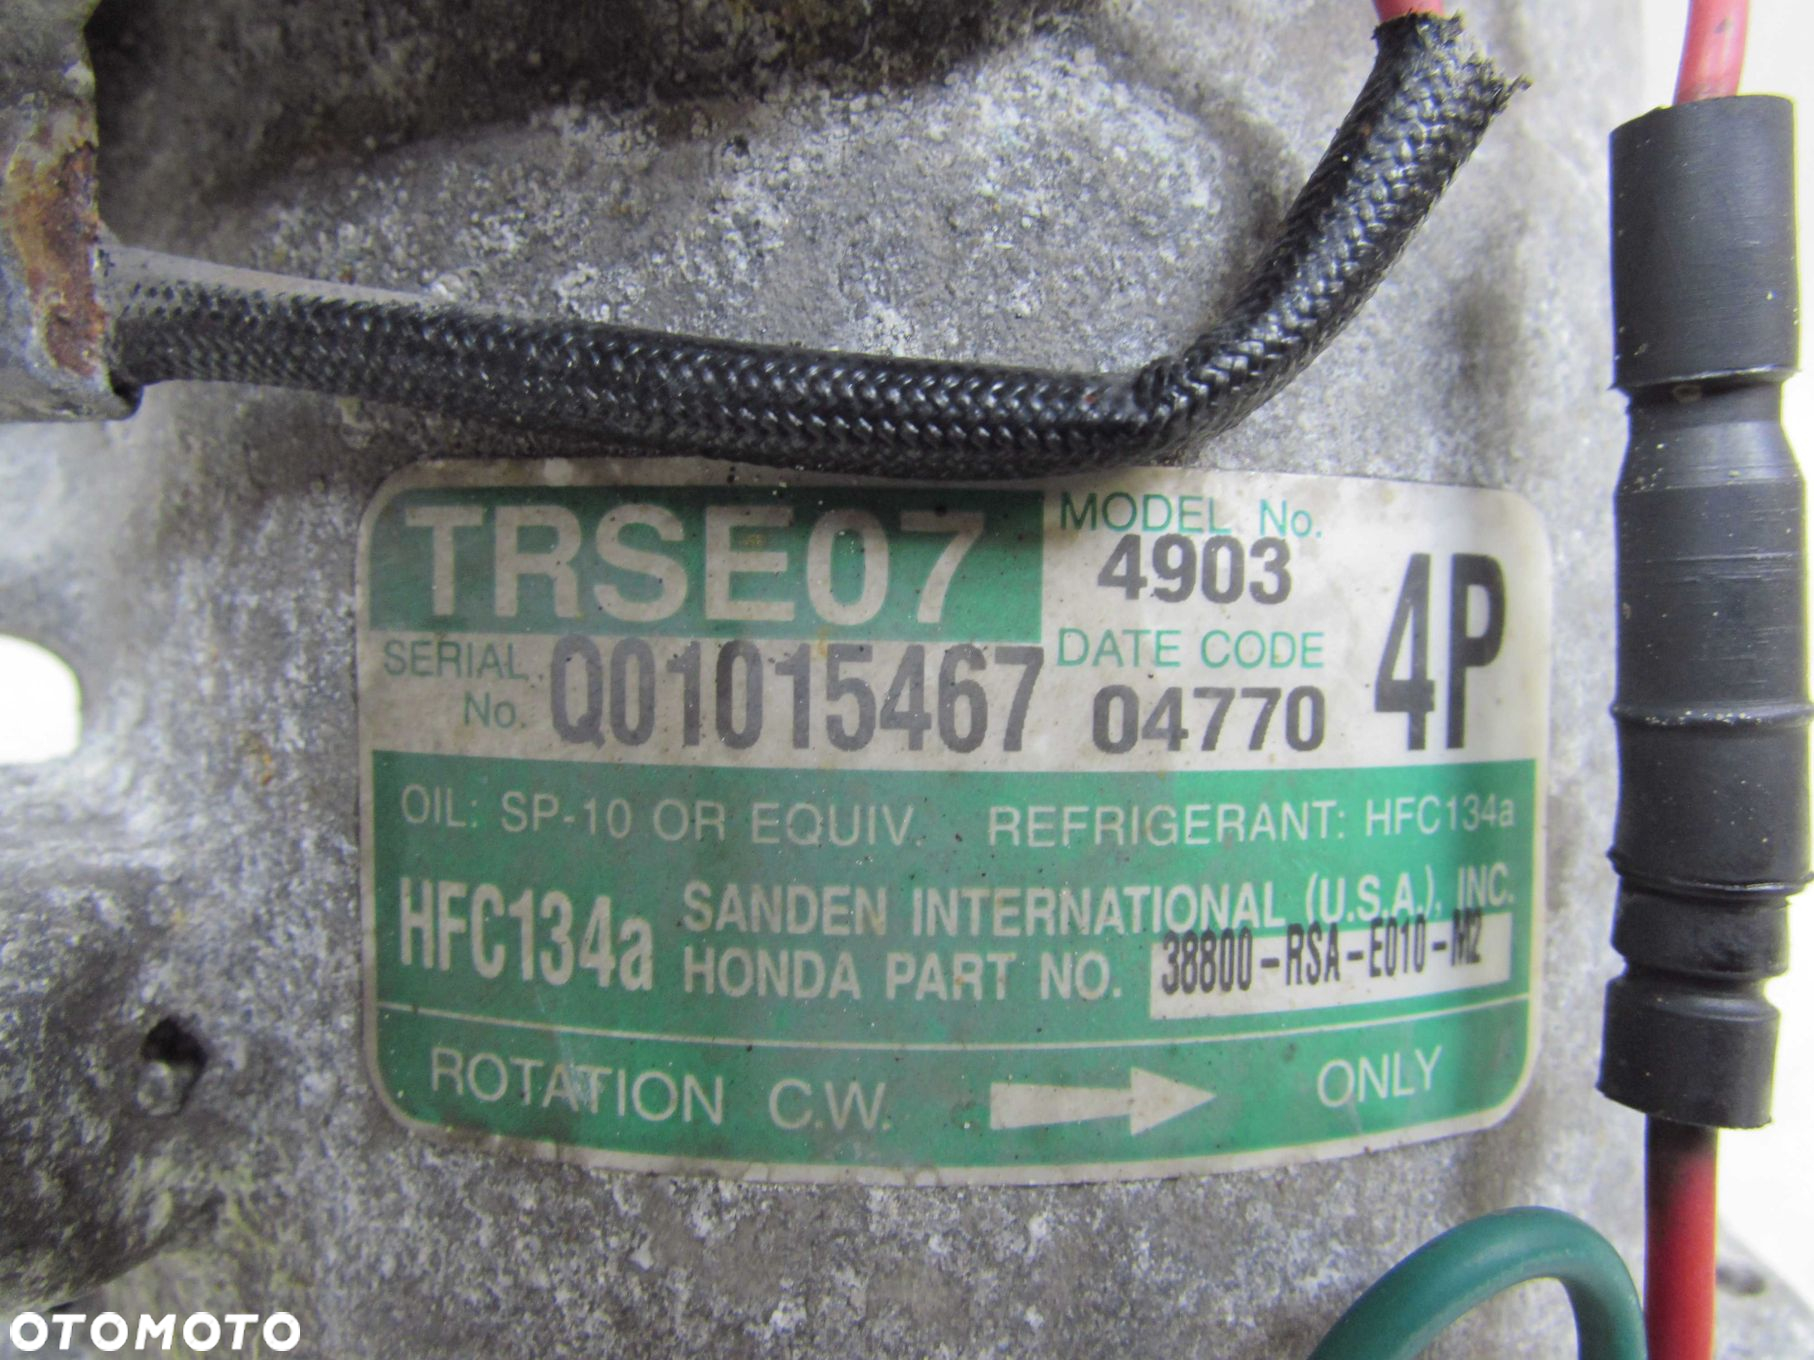 TRSE07
MODEL No.
4903
4P
SERIAL No.
Q01015467
DATE CODE
04770
OIL: SP-10 OR EQUIV. REFRIGERANT: HFC134a
HFC134a
SANDEN INTERNATIONAL (U.S.A.), INC.
HONDA PART NO. 38800-RSA-E010-M2
ROTATION C.W. ONLY
OTOMOTO